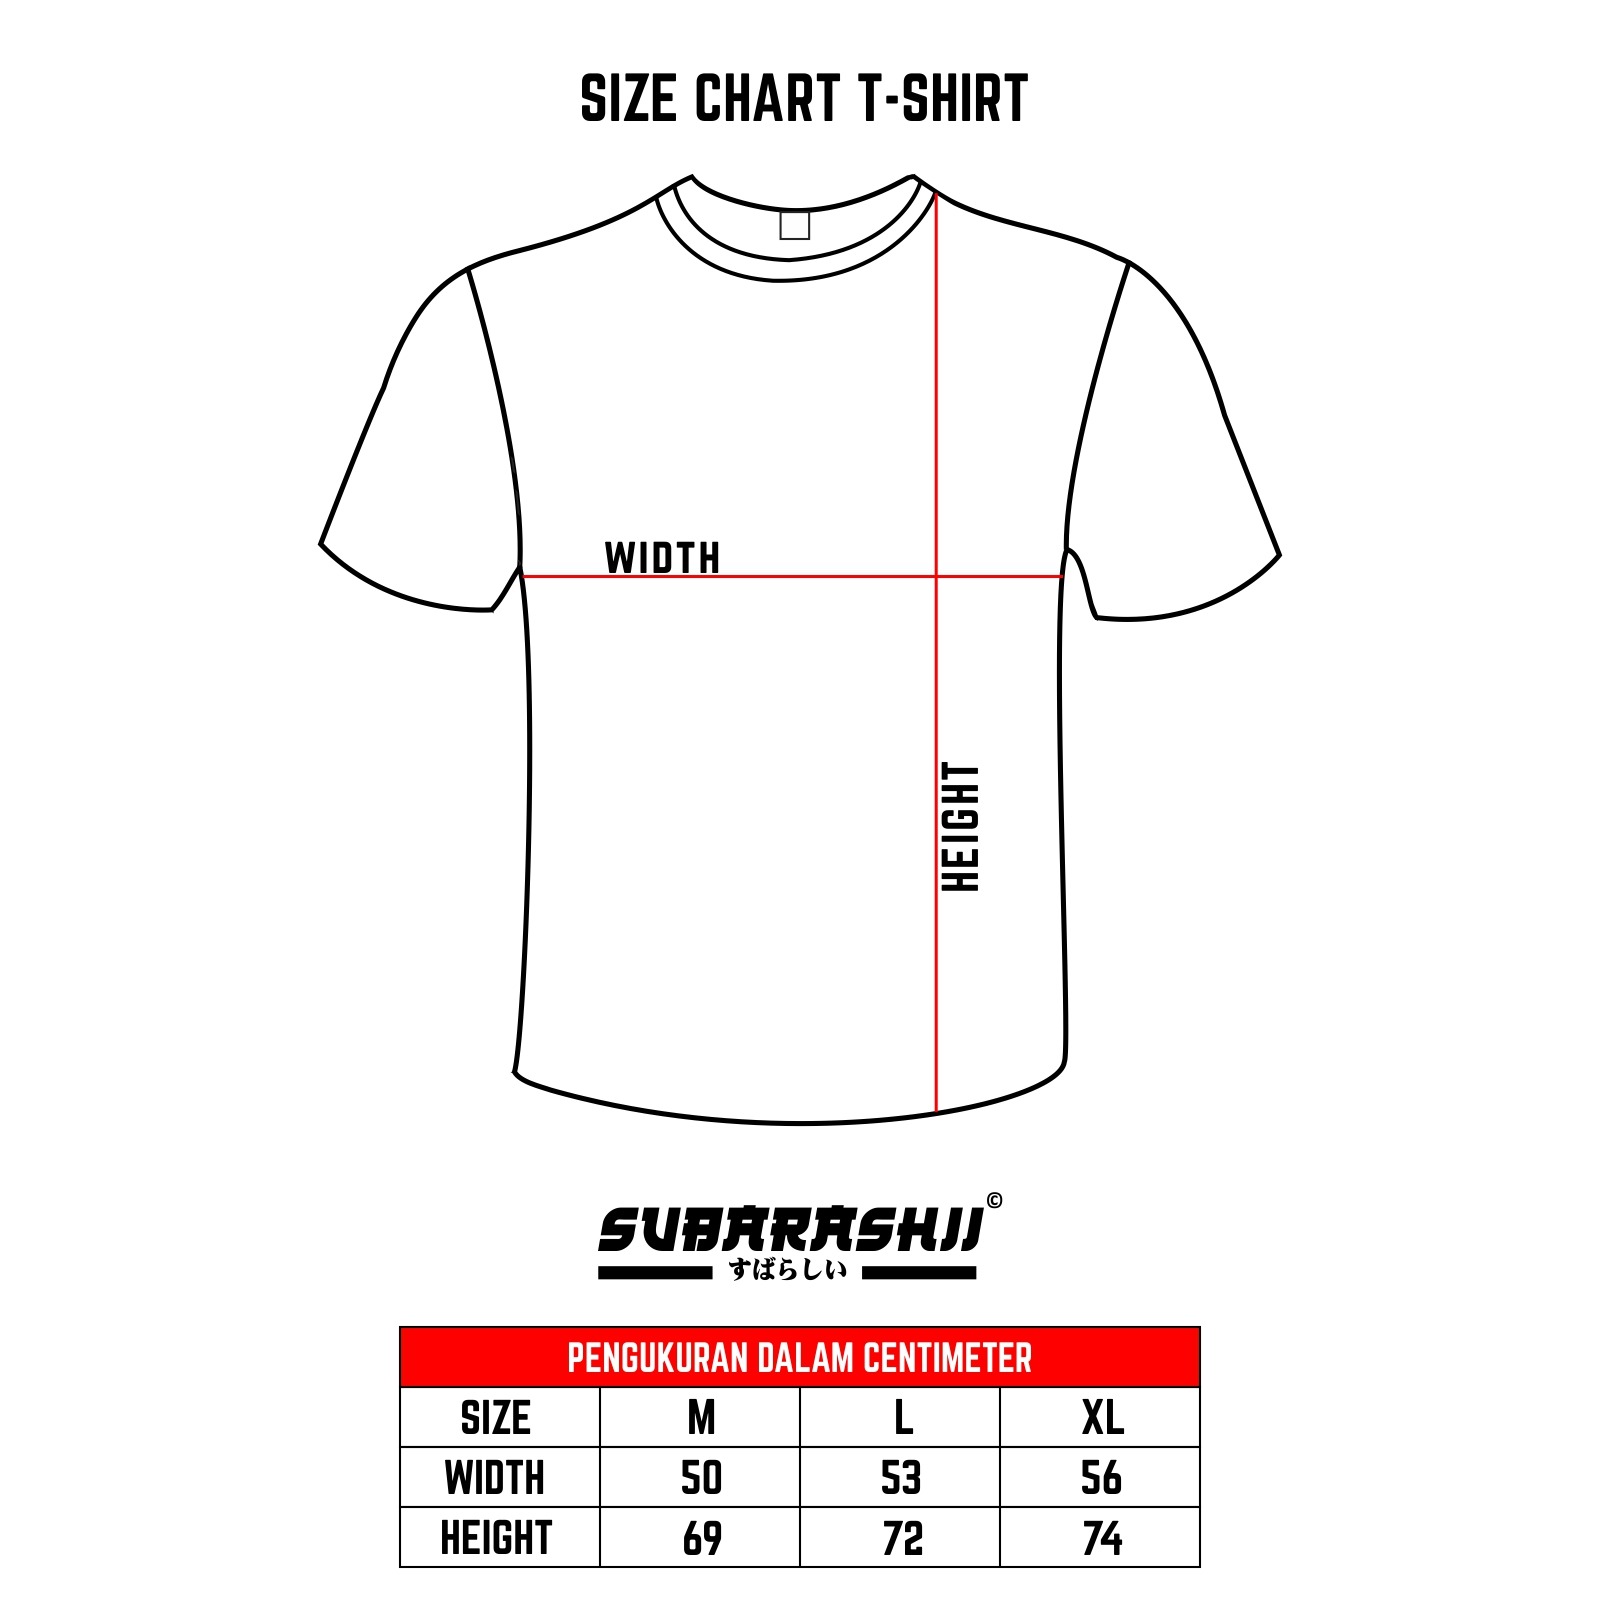 SIZE CHART T-SHIRT
WIDTH
HEIGHT
SUBARASHII©
すばらしい
PENGUKURAN DALAM CENTIMETER
SIZE M L XL
WIDTH 50 53 56
HEIGHT 69 72 74